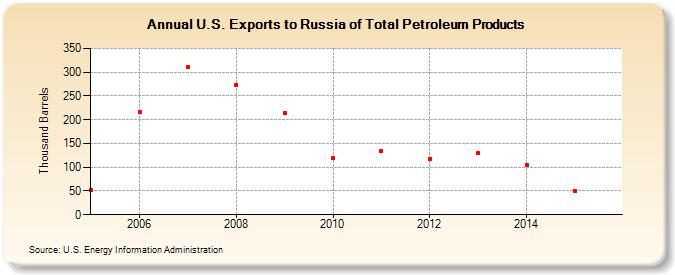 Annual U.S. Exports to Russia of Total Petroleum Products
Thousand Barrels
350
300
250
200
150
100
50
0
2006 2008 2010 2012 2014
Source: U.S. Energy Information Administration